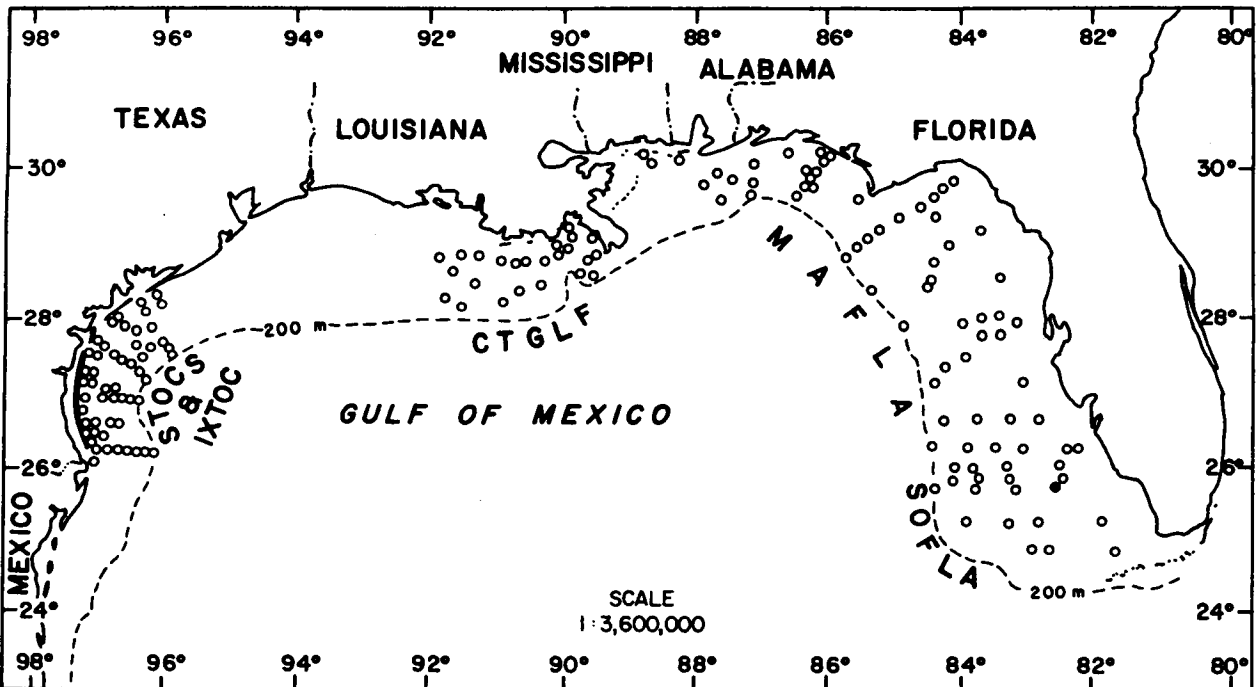 98° 96° 94° 92° 90° 88° 86° 84° 82° 80°
MISSISSIPPI ALABAMA
TEXAS LOUISIANA FLORIDA
30° 30°
28° 28°
200 m
CTGLF
MAFLA
STOCS
&
IXTOC
GULF OF MEXICO
26° 26°
SOFLA
MEXICO
200 m
SCALE
1:3,600,000
24° 24°
98° 96° 94° 92° 90° 88° 86° 84° 82° 80°